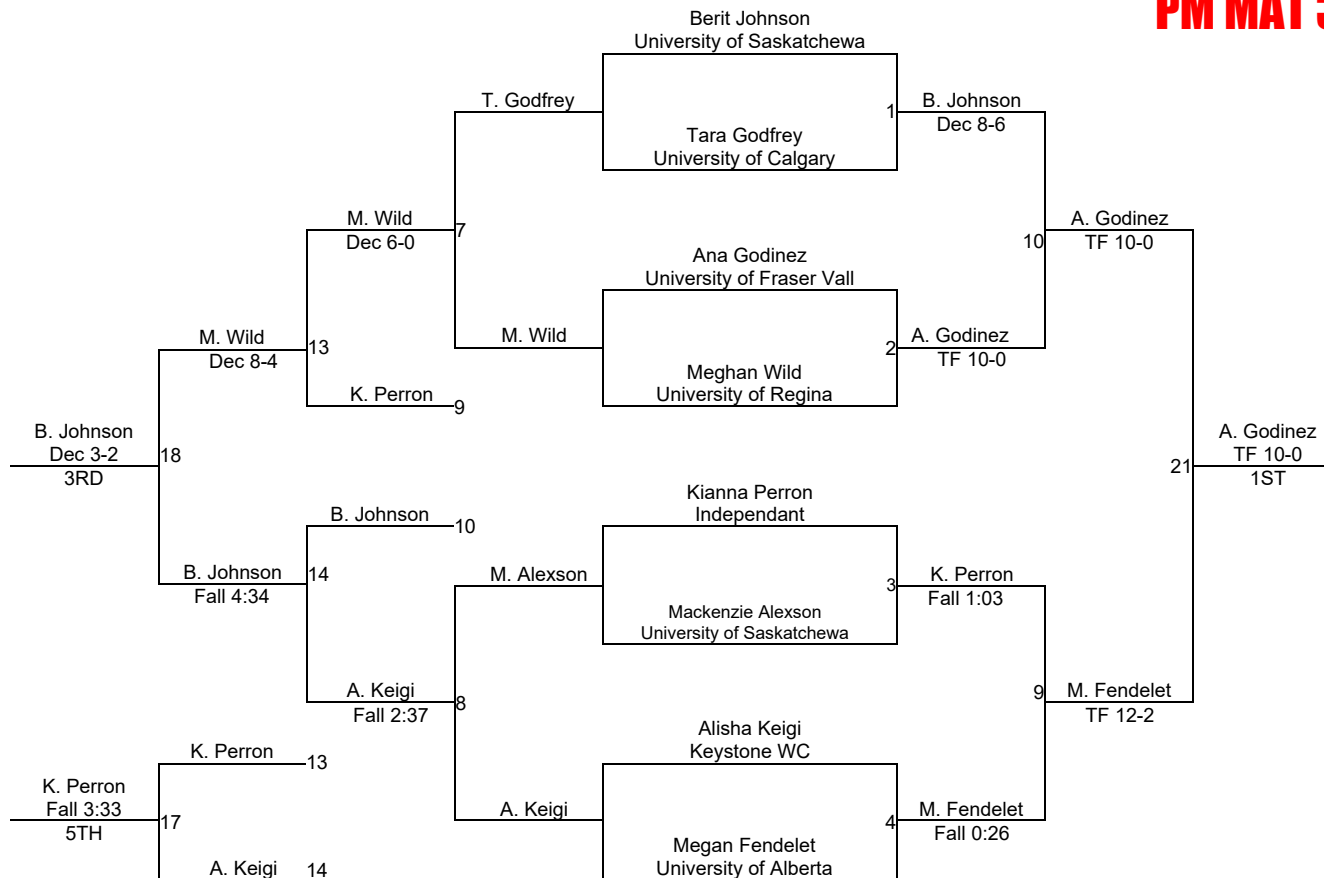 PM MAT
Berit Johnson
University of Saskatchewa
T. Godfrey
1
B. Johnson
Dec 8-6
Tara Godfrey
University of Calgary
M. Wild
Dec 6-0
7
A. Godinez
TF 10-0
10
Ana Godinez
University of Fraser Vall
M. Wild
Dec 8-4
13
M. Wild
2
A. Godinez
TF 10-0
Meghan Wild
University of Regina
K. Perron
9
B. Johnson
Dec 3-2
3RD
18
21
A. Godinez
TF 10-0
1ST
Kianna Perron
Independant
B. Johnson
10
B. Johnson
Fall 4:34
14
M. Alexson
3
K. Perron
Fall 1:03
Mackenzie Alexson
University of Saskatchewa
A. Keigi
Fall 2:37
8
9
M. Fendelet
TF 12-2
Alisha Keigi
Keystone WC
K. Perron
13
K. Perron
Fall 3:33
5TH
17
A. Keigi
4
M. Fendelet
Fall 0:26
Megan Fendelet
University of Alberta
A. Keigi
14